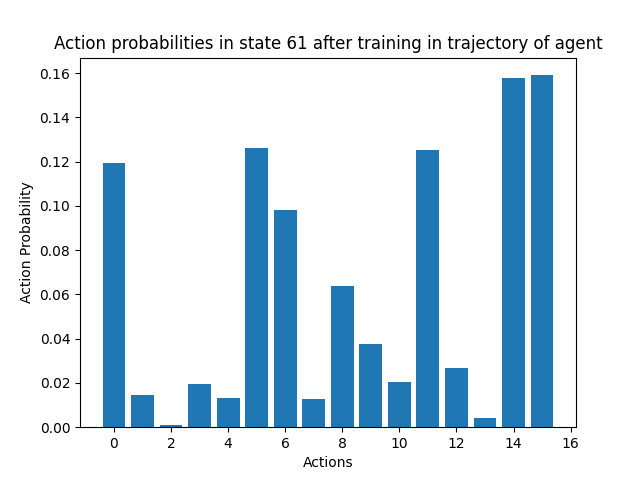 Action probabilities in state 61 after training in trajectory of agent
0.16
0.14
0.12
0.10
0.08
0.06
0.04
0.02
0.00
Action Probability
0 2 4 6 8 10 12 14 16
Actions